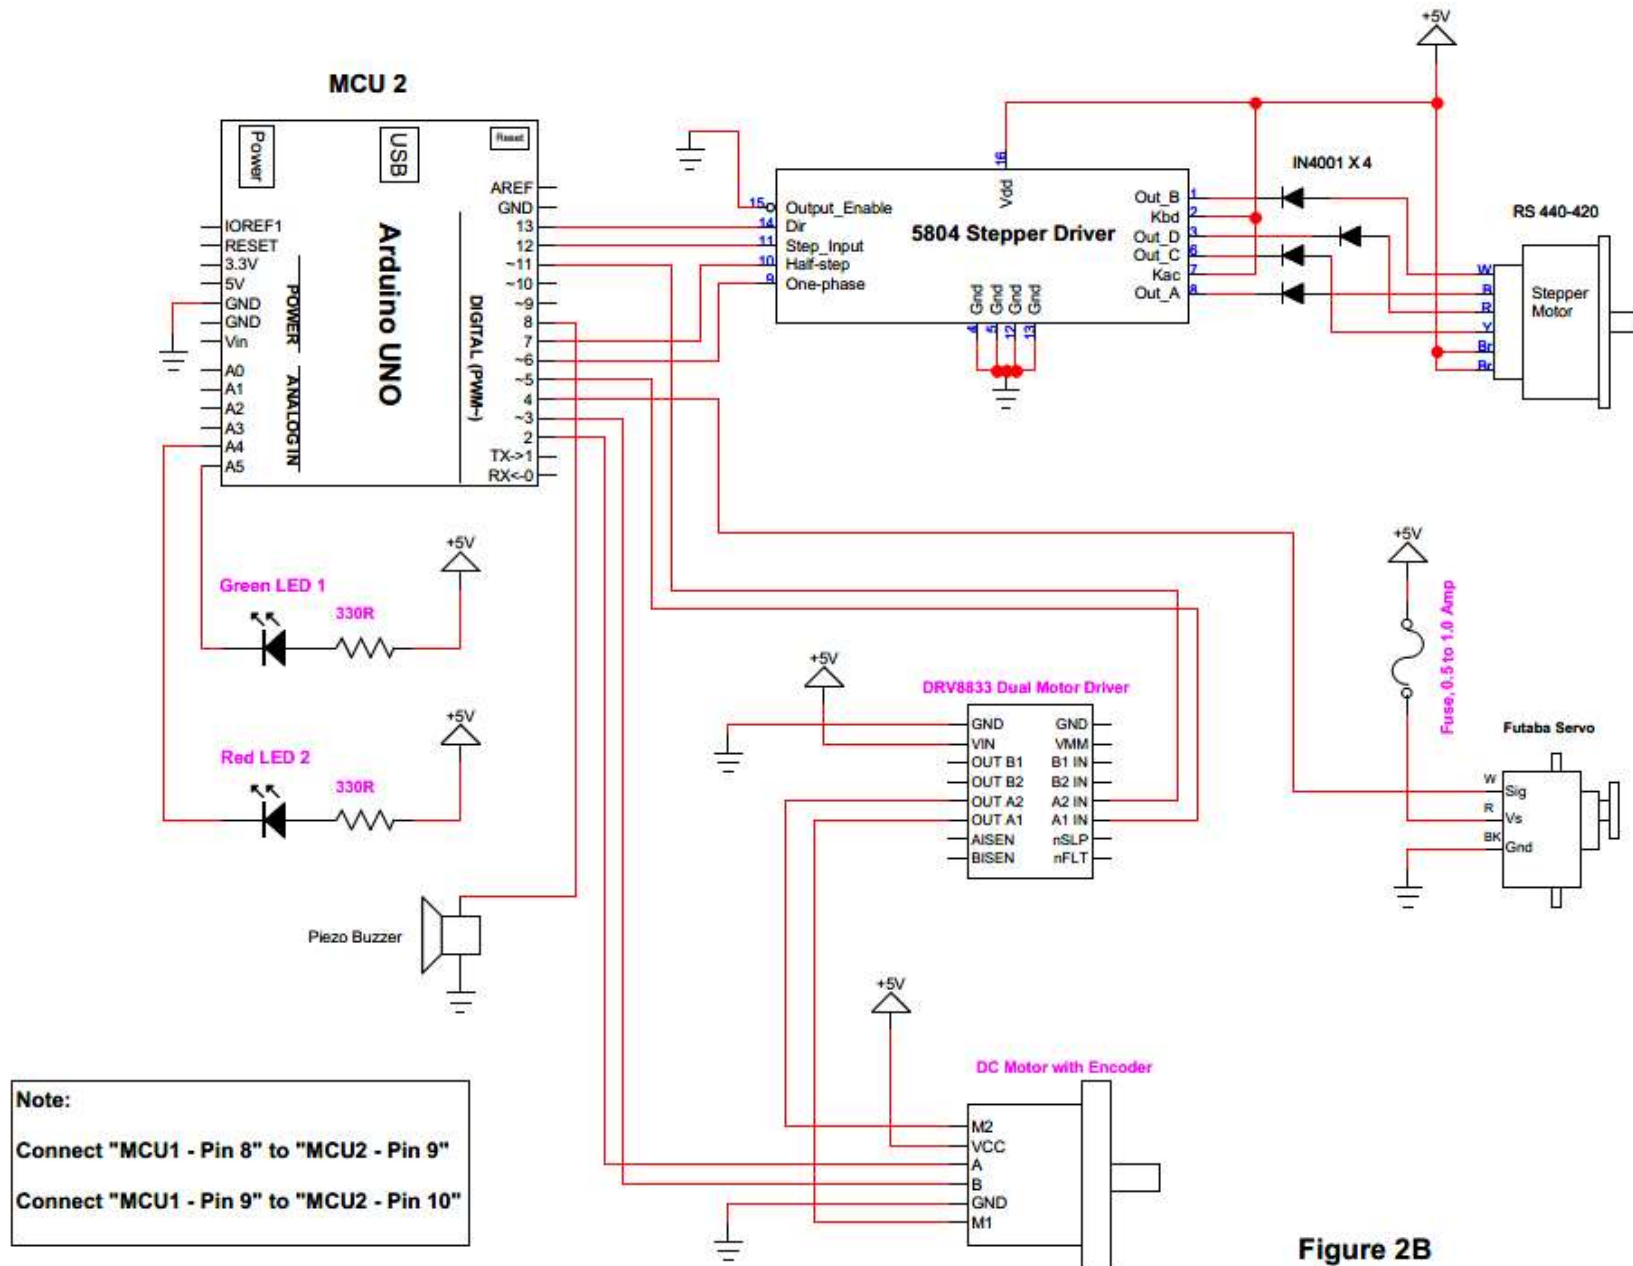 +5V
MCU 2
Power
USB
Reset
AREF
GND
13
12
~11
~10
~9
8
7
~6
~5
4
~3
2
TX->1
RX<-0
IOREF1
RESET
3.3V
5V
GND
GND
Vin
A0
A1
A2
A3
A4
A5
POWER
ANALOG IN
Arduino UNO
DIGITAL (PWM~)
16
Vdd
15
Output_Enable
14
Dir
11
Step_Input
10
Half-step
9
One-phase
5804 Stepper Driver
Out_B
1
Kbd
2
Out_D
3
Out_C
6
Kac
7
Out_A
8
Gnd
Gnd
Gnd
Gnd
4
5
12
13
IN4001 X 4
RS 440-420
W
B
R
Y
Br
Br
Stepper
Motor
+5V
Green LED 1
330R
+5V
Red LED 2
330R
Piezo Buzzer
+5V
DRV8833 Dual Motor Driver
GND
VIN
OUT B1
OUT B2
OUT A2
OUT A1
AISEN
BISEN
GND
VMM
B1 IN
B2 IN
A2 IN
A1 IN
nSLP
nFLT
+5V
Fuse, 0.5 to 1.0 Amp
Futaba Servo
W
Sig
R
Vs
BK
Gnd
+5V
DC Motor with Encoder
M2
VCC
A
B
GND
M1
Note:
Connect "MCU1 - Pin 8" to "MCU2 - Pin 9"
Connect "MCU1 - Pin 9" to "MCU2 - Pin 10"
Figure 2B